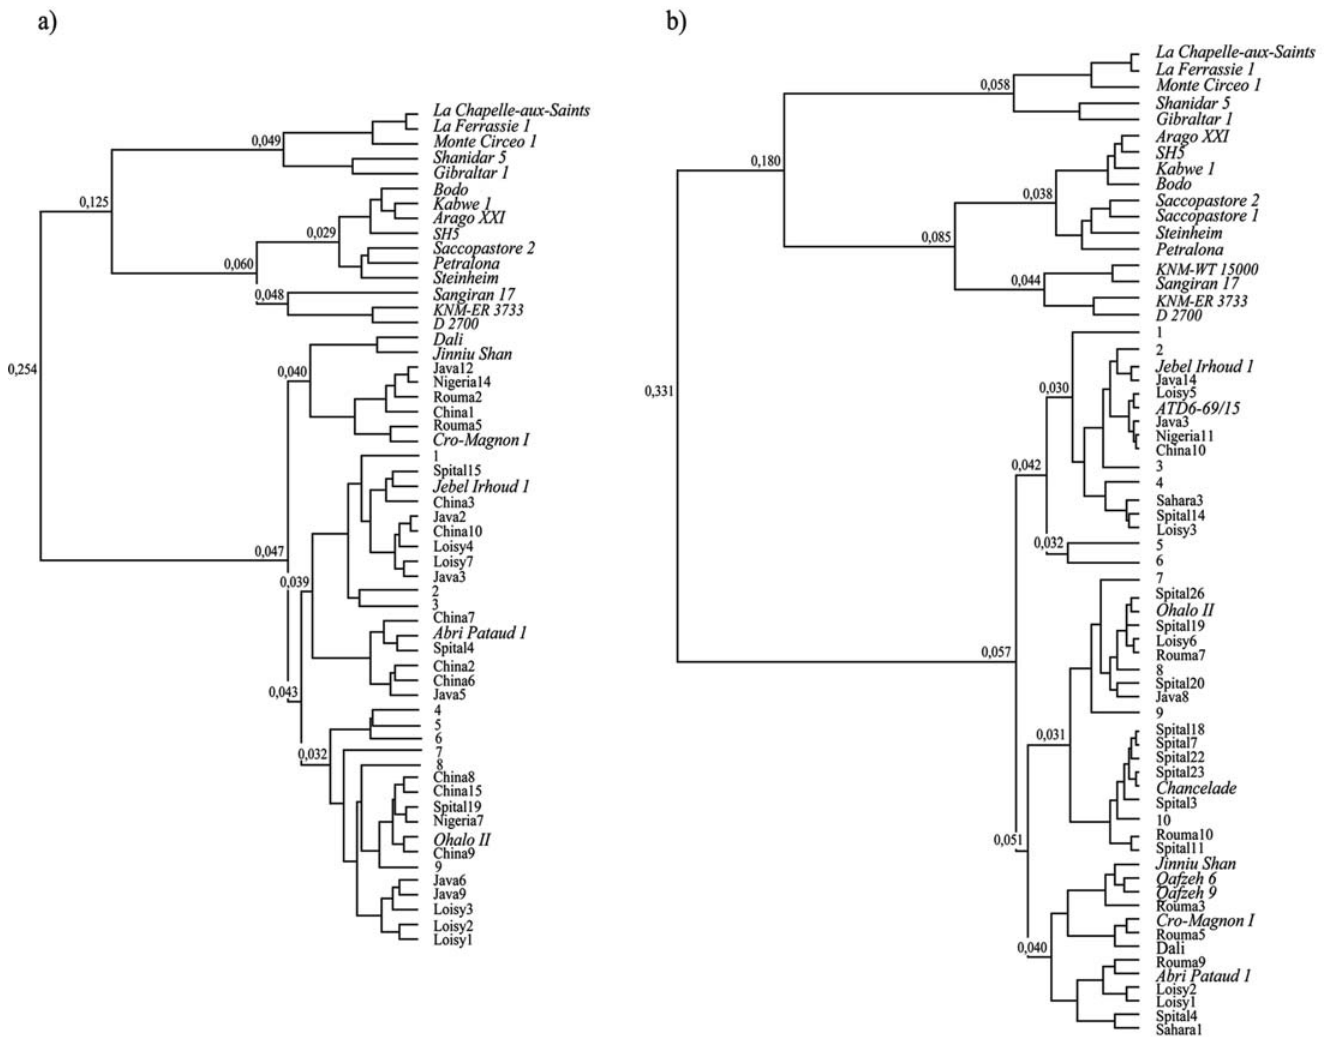 a)
0,254
0,125
0,049
La Chapelle-aux-Saints
La Ferrassie 1
Monte Circeo 1
Shanidar 5
Gibraltar 1
0,060
0,029
Bodo
Kabwe 1
Arago XXI
SH5
Saccopastore 2
Petralona
Steinheim
0,048
Sangiran 17
KNM-ER 3733
D 2700
0,047
0,040
Dali
Jinniu Shan
Java12
Nigeria14
Rouma2
China1
Rouma5
Cro-Magnon I
0,043
0,039
1
Spital15
Jebel Irhoud 1
China3
Java2
China10
Loisy4
Loisy7
Java3
2
3
China7
Abri Pataud 1
Spital4
China2
China6
Java5
0,032
4
5
6
7
8
China8
China15
Spital19
Nigeria7
Ohalo II
China9
9
Java6
Java9
Loisy3
Loisy2
Loisy1
b)
0,331
0,180
0,058
La Chapelle-aux-Saints
La Ferrassie 1
Monte Circeo 1
Shanidar 5
Gibraltar 1
0,085
0,038
Arago XXI
SH5
Kabwe 1
Bodo
Saccopastore 2
Saccopastore 1
Steinheim
Petralona
0,044
KNM-WT 15000
Sangiran 17
KNM-ER 3733
D 2700
0,057
0,042
0,030
1
2
Jebel Irhoud 1
Java14
Loisy5
ATD6-69/15
Java3
Nigeria11
China10
3
4
Sahara3
Spital14
Loisy3
0,032
5
6
0,051
0,031
7
Spital26
Ohalo II
Spital19
Loisy6
Rouma7
8
Spital20
Java8
9
Spital18
Spital7
Spital22
Spital23
Chancelade
Spital3
10
Rouma10
Spital11
0,040
Jinniu Shan
Qafzeh 6
Qafzeh 9
Rouma3
Cro-Magnon I
Rouma5
Dali
Rouma9
Abri Pataud 1
Loisy2
Loisy1
Spital4
Sahara1